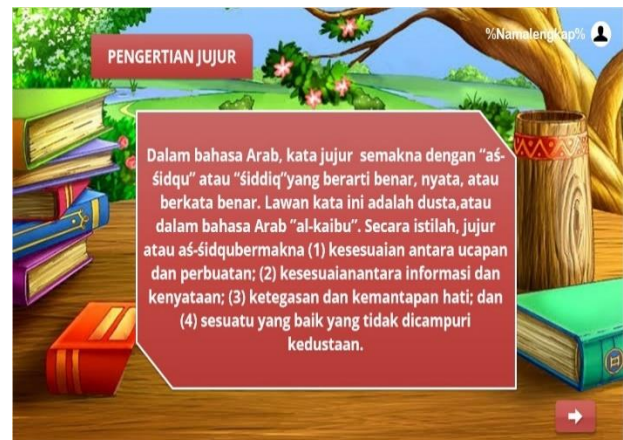 %Namalengkap%
PENGERTIAN JUJUR
Dalam bahasa Arab, kata jujur semakna dengan “aś-
śidqu” atau “śiddiq”yang berarti benar, nyata, atau
berkata benar. Lawan kata ini adalah dusta,atau
dalam bahasa Arab ”al-kaibu”. Secara istilah, jujur
atau aś-śidqubermakna (1) kesesuaian antara ucapan
dan perbuatan; (2) kesesuaianantara informasi dan
kenyataan; (3) ketegasan dan kemantapan hati; dan
(4) sesuatu yang baik yang tidak dicampuri
kedustaan.